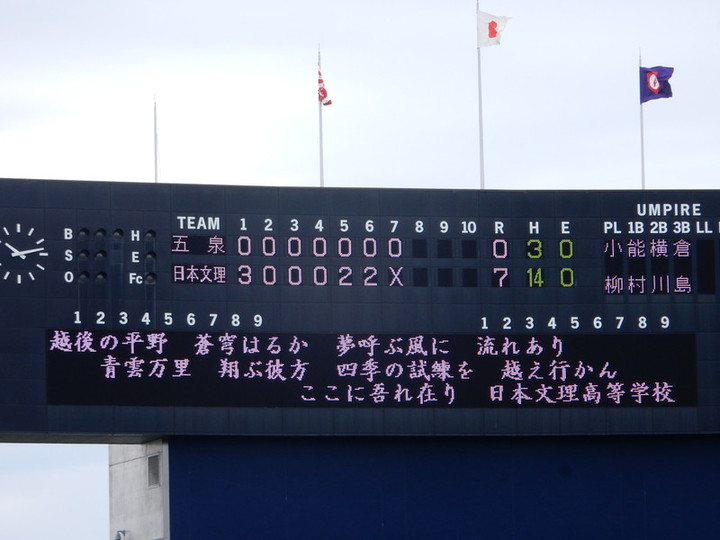 UMPIRE
B H TEAM 1 2 3 4 5 6 7 8 9 10 R H E PL 1B 2B 3B LL
S E 五泉 0 0 0 0 0 0 0 0 3 0 小能横倉
O Fc 日本文理 3 0 0 0 2 2 X 7 14 0 柳村川島
1 2 3 4 5 6 7 8 9 1 2 3 4 5 6 7 8 9
越後の平野 蒼穹はるか 夢呼ぶ風に 流れあり
青雲万里 翔ぶ彼方 四季の試練を 越え行かん
ここに吾れ在り 日本文理高等学校